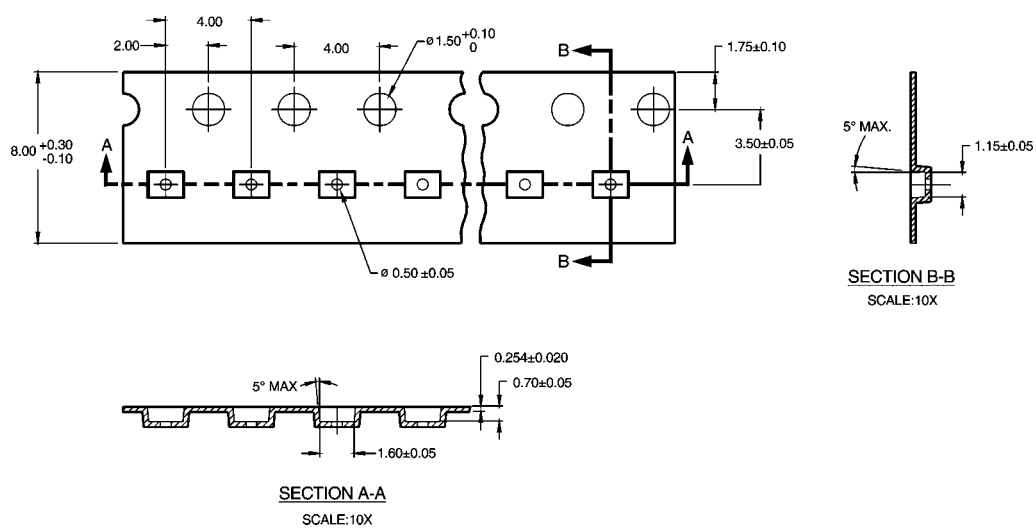 4.00
2.00
4.00
ø1.50 +0.10 0
B
1.75±0.10
8.00 +0.30 -0.10
A
A
3.50±0.05
5° MAX.
1.15±0.05
B
ø 0.50±0.05
SECTION B-B
SCALE:10X
0.254±0.020
5° MAX
0.70±0.05
1.60±0.05
SECTION A-A
SCALE:10X